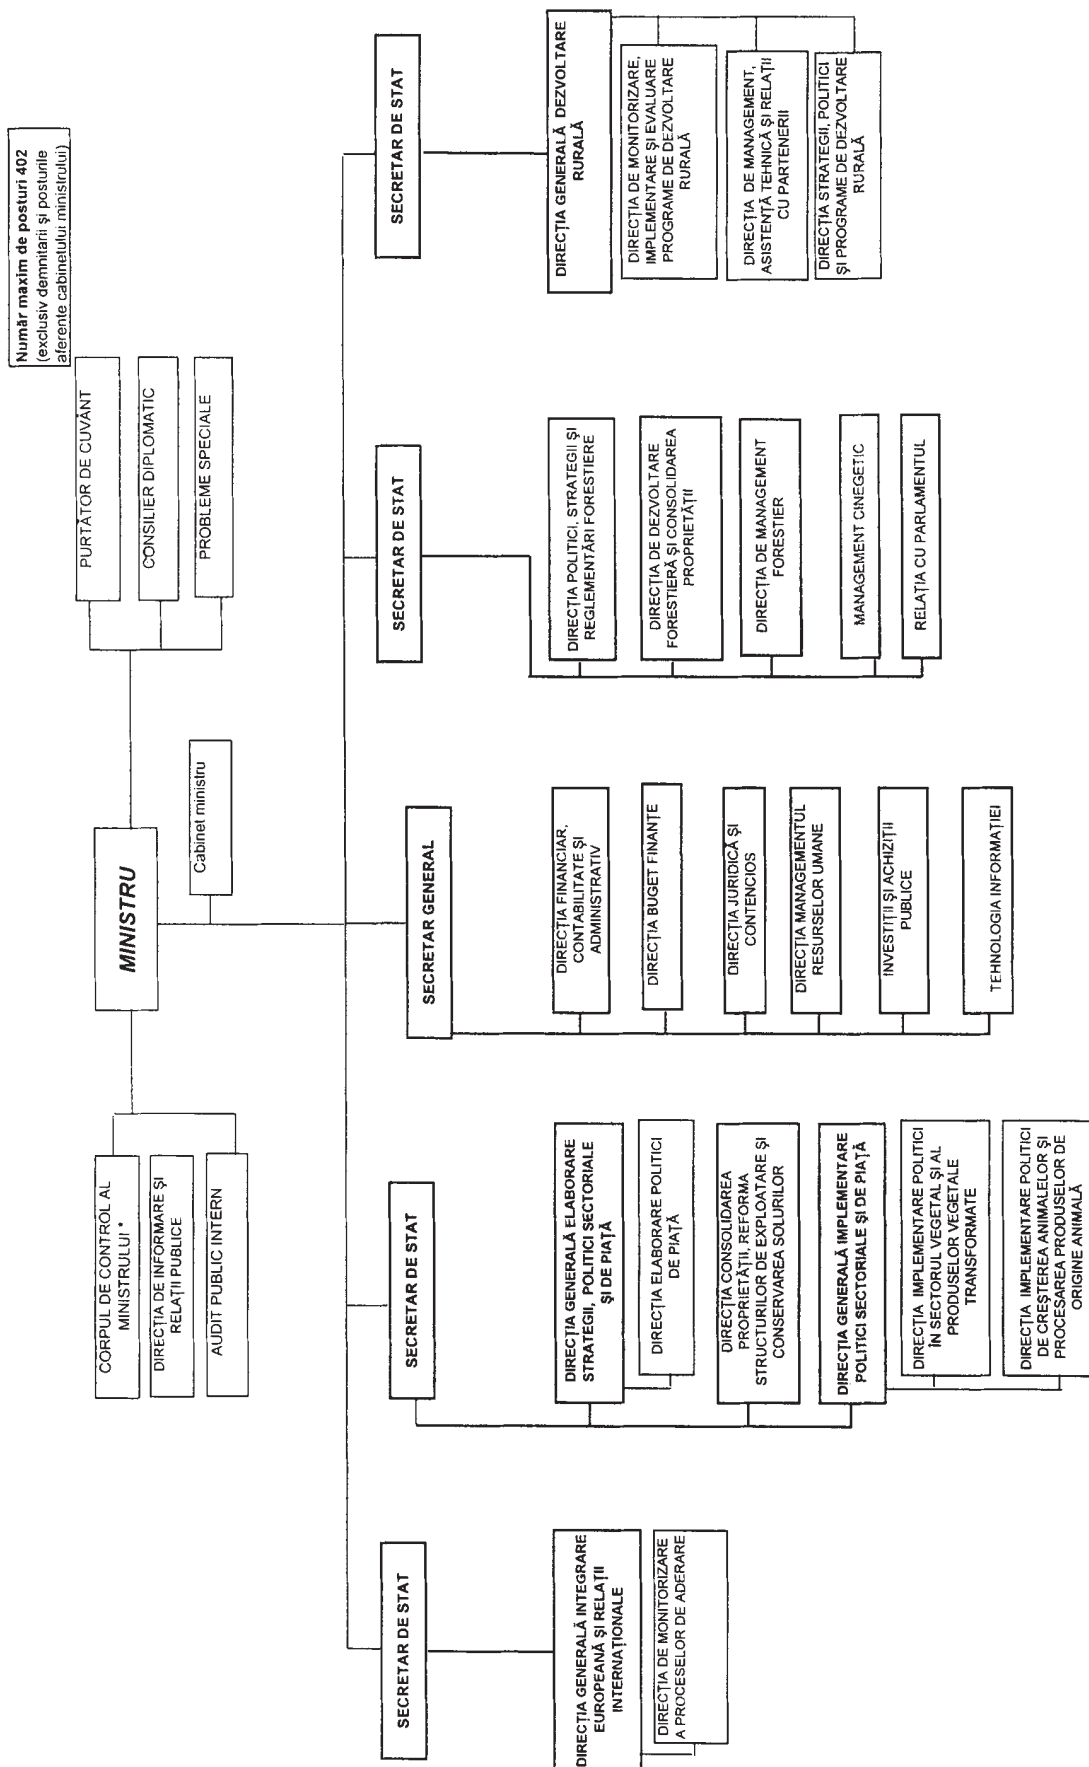 Număr maxim de posturi 402
(exclusiv demnitarii și posturile
aferente cabinetului ministrului)
MINISTRU
Cabinet ministru
CORPUL DE CONTROL AL
MINISTRULUI *
DIRECȚIA DE INFORMARE ȘI
RELAȚII PUBLICE
AUDIT PUBLIC INTERN
PURTĂTOR DE CUVÂNT
CONSILIER DIPLOMATIC
PROBLEME SPECIALE
SECRETAR DE STAT
DIRECȚIA GENERALĂ INTEGRARE
EUROPEANĂ ȘI RELAȚII
INTERNAȚIONALE
DIRECȚIA DE MONITORIZARE
A PROCESELOR DE ADERARE
SECRETAR DE STAT
DIRECȚIA GENERALĂ ELABORARE
STRATEGII, POLITICI SECTORIALE
ȘI DE PIAȚĂ
DIRECȚIA ELABORARE POLITICI
DE PIAȚĂ
DIRECȚIA CONSOLIDAREA
PROPRIETĂȚII, REFORMA
STRUCTURILOR DE EXPLOATARE ȘI
CONSERVAREA SOLURILOR
DIRECȚIA GENERALĂ IMPLEMENTARE
POLITICI SECTORIALE ȘI DE PIAȚĂ
DIRECȚIA IMPLEMENTARE POLITICI
ÎN SECTORUL VEGETAL ȘI AL
PRODUSELOR VEGETALE
TRANSFORMATE
DIRECȚIA IMPLEMENTARE POLITICI
DE CREȘTEREA ANIMALELOR ȘI
PROCESAREA PRODUSELOR DE
ORIGINE ANIMALĂ
SECRETAR GENERAL
DIRECȚIA FINANCIAR,
CONTABILITATE ȘI
ADMINISTRATIV
DIRECȚIA BUGET FINANȚE
DIRECȚIA JURIDICĂ ȘI
CONTENCIOS
DIRECȚIA MANAGEMENTUL
RESURSELOR UMANE
INVESTIȚII ȘI ACHIZIȚII
PUBLICE
TEHNOLOGIA INFORMAȚIEI
SECRETAR DE STAT
DIRECȚIA POLITICI, STRATEGII ȘI
REGLEMENTĂRI FORESTIERE
DIRECȚIA DE DEZVOLTARE
FORESTIERĂ ȘI CONSOLIDAREA
PROPRIETĂȚII
DIRECȚIA DE MANAGEMENT
FORESTIER
MANAGEMENT CINEGETIC
RELAȚIA CU PARLAMENTUL
SECRETAR DE STAT
DIRECȚIA GENERALĂ DEZVOLTARE
RURALĂ
DIRECȚIA DE MONITORIZARE,
IMPLEMENTARE ȘI EVALUARE
PROGRAME DE DEZVOLTARE
RURALĂ
DIRECȚIA DE MANAGEMENT,
ASISTENȚĂ TEHNICĂ ȘI RELAȚII
CU PARTENERII
DIRECȚIA STRATEGII, POLITICI
ȘI PROGRAME DE DEZVOLTARE
RURALĂ